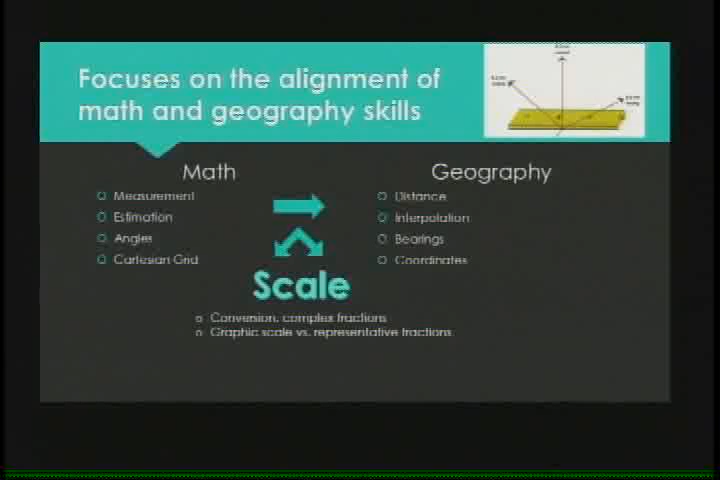 Focuses on the alignment of
math and geography skills
Math
Geography
Measurement
Estimation
Angles
Cartesian Grid
Distance
Interpolation
Bearings
Coordinates
Scale
Conversion, complex fractions
Graphic scale vs. representative fractions